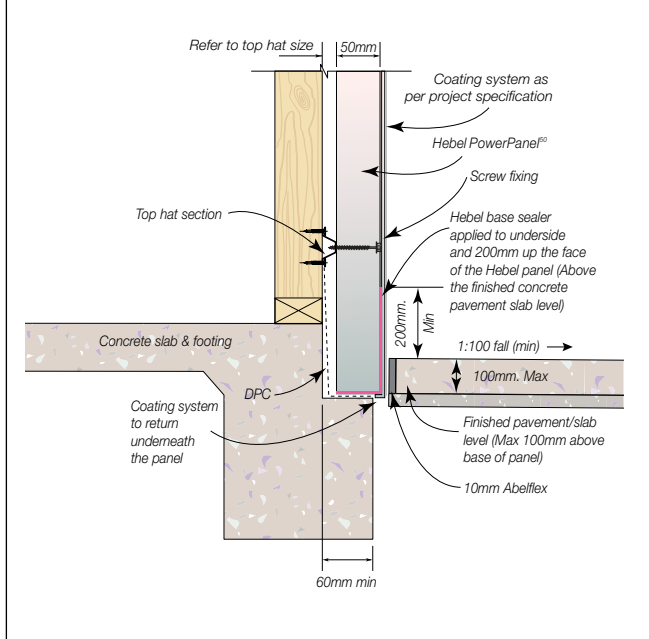 Refer to top hat size
50mm
Coating system as
per project specification
Hebel PowerPanel⁵⁰
Screw fixing
Top hat section
Hebel base sealer
applied to underside
and 200mm up the face
of the Hebel panel (Above
the finished concrete
pavement slab level)
200mm.
Min
1:100 fall (min)
Concrete slab & footing
100mm. Max
DPC
Coating system
to return
underneath
the panel
Finished pavement/slab
level (Max 100mm above
base of panel)
10mm Abelflex
60mm min